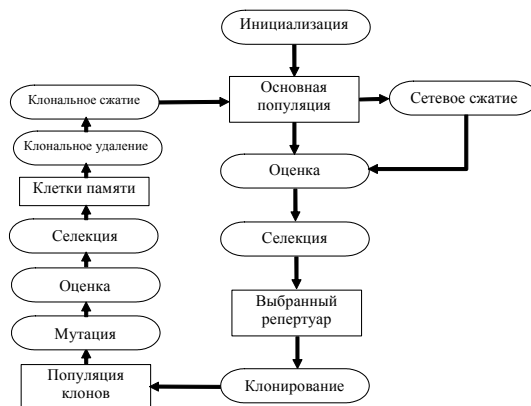 Инициализация
Основная
популяция
Сетевое сжатие
Оценка
Селекция
Выбранный
репертуар
Клонирование
Популяция
клонов
Мутация
Оценка
Селекция
Клетки памяти
Клональное удаление
Клональное сжатие